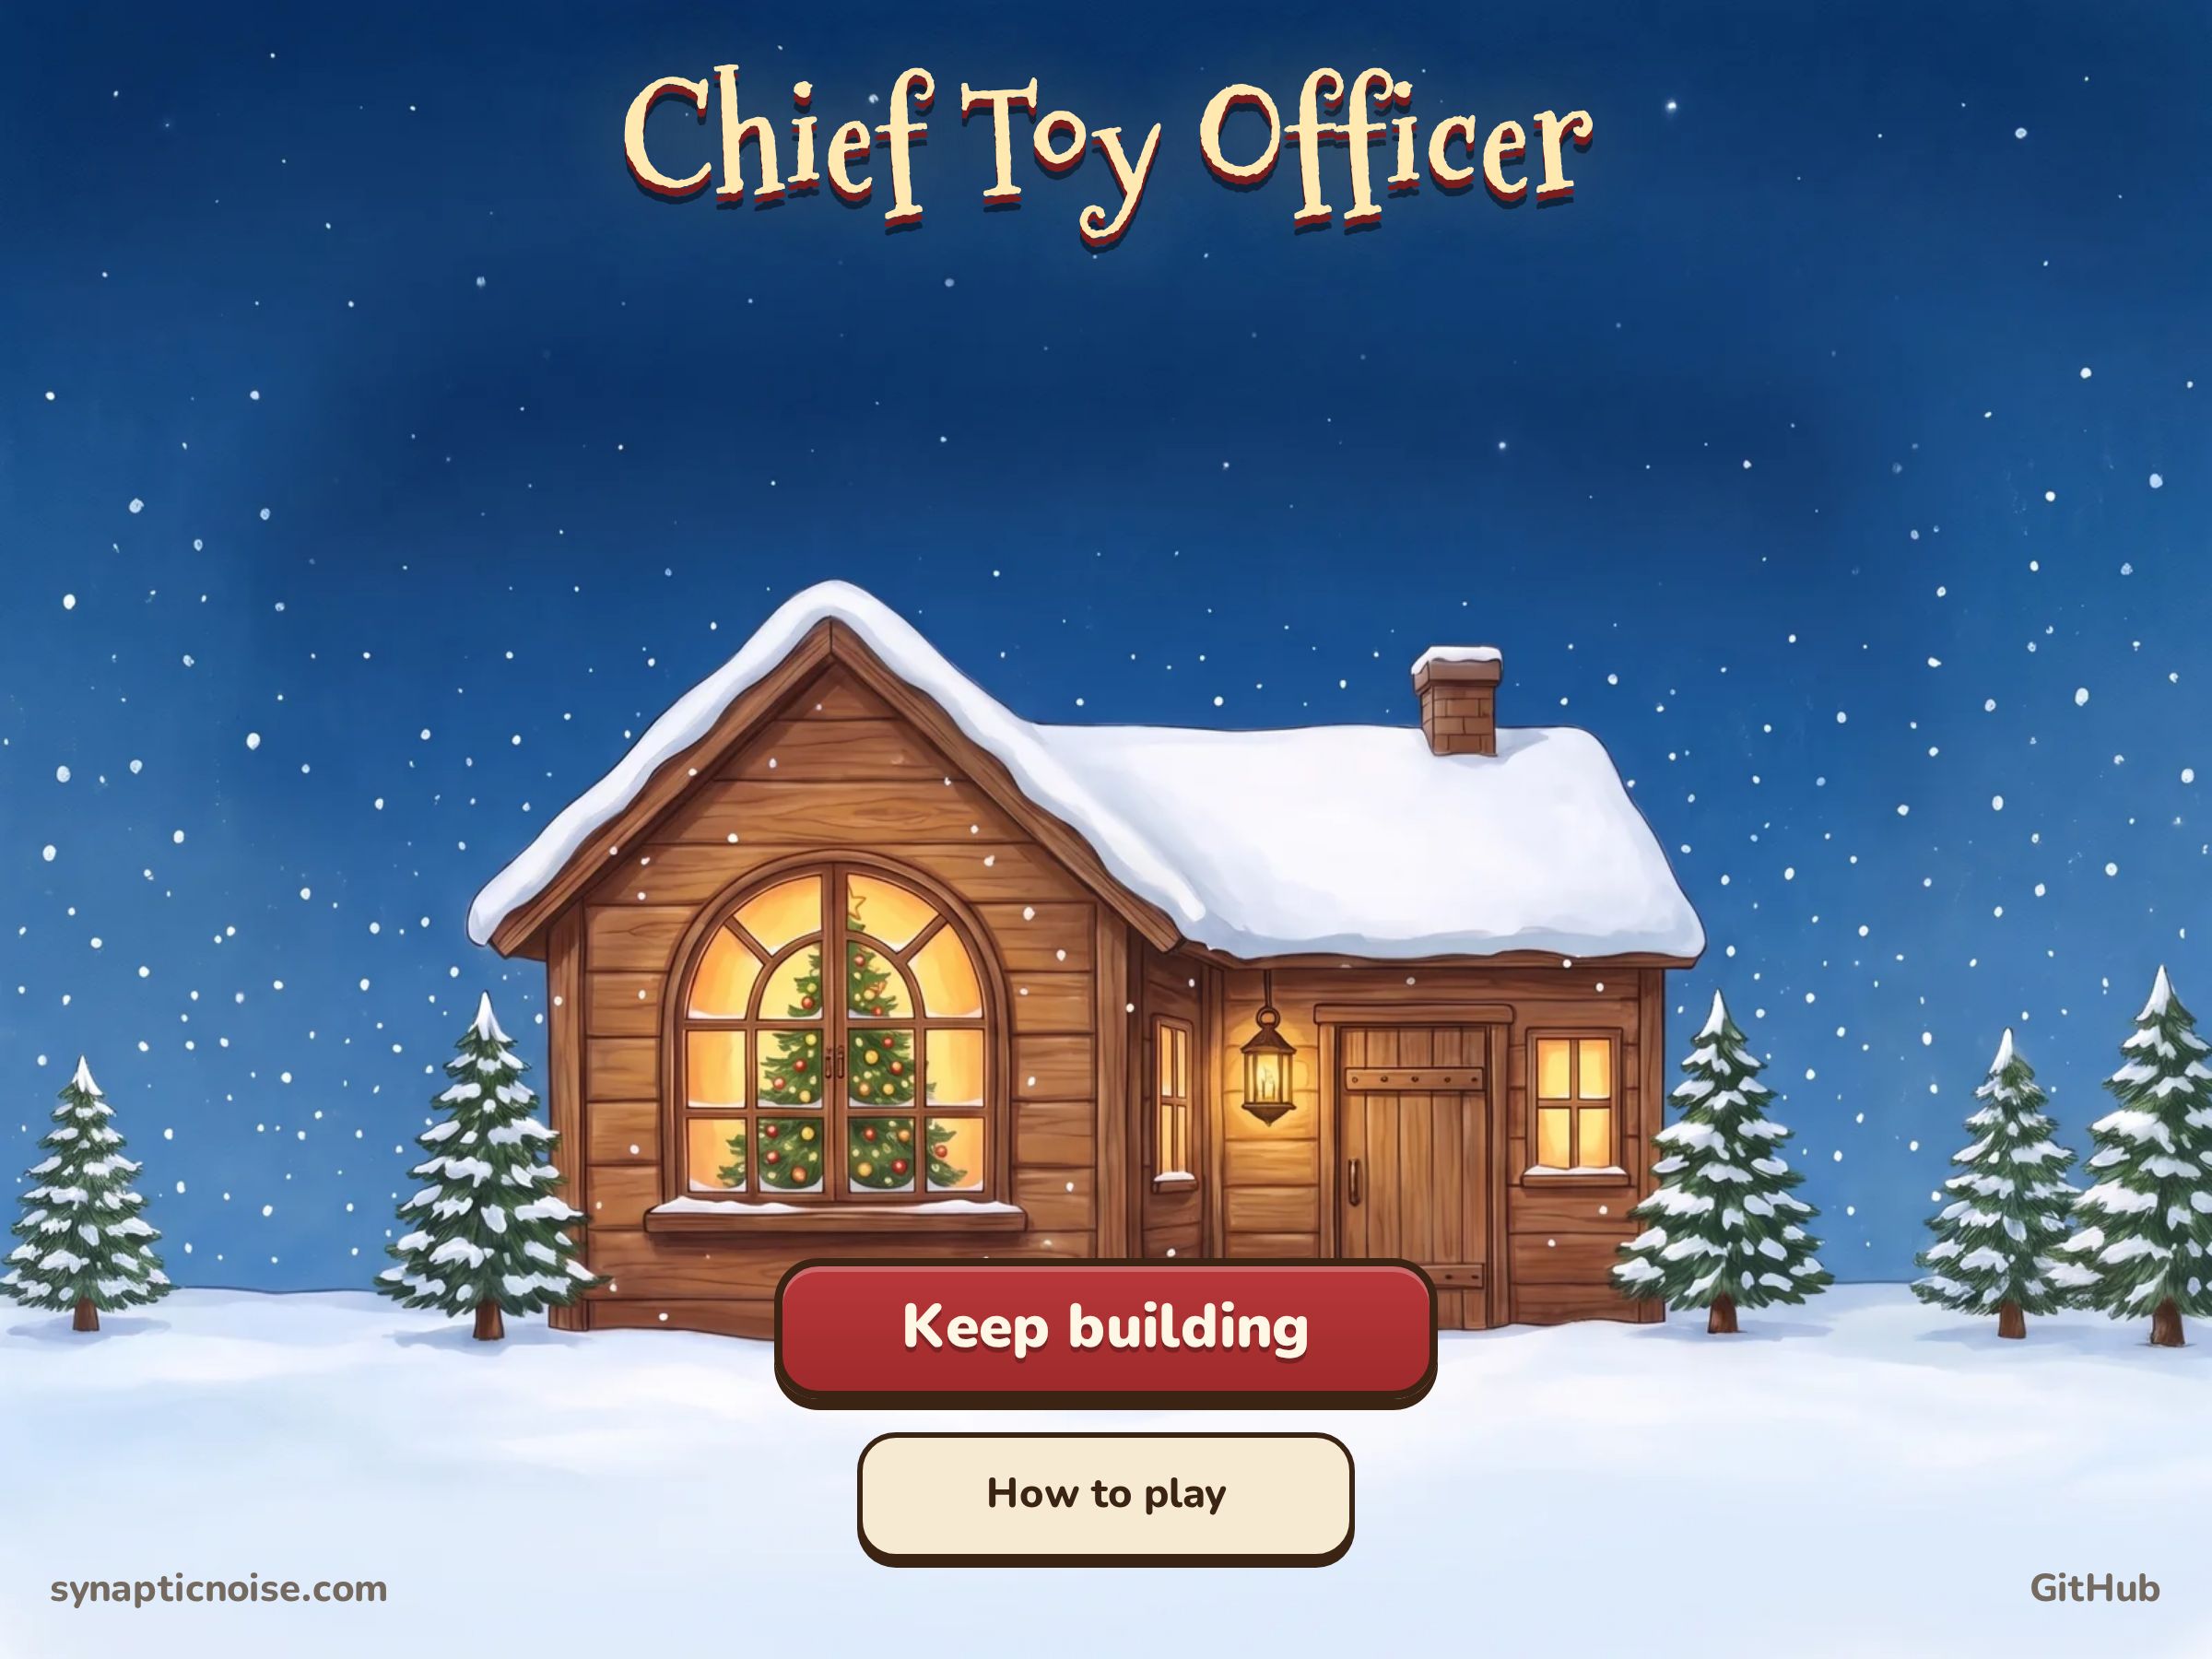 Chief Toy Officer
Keep building
How to play
synapticnoise.com
GitHub